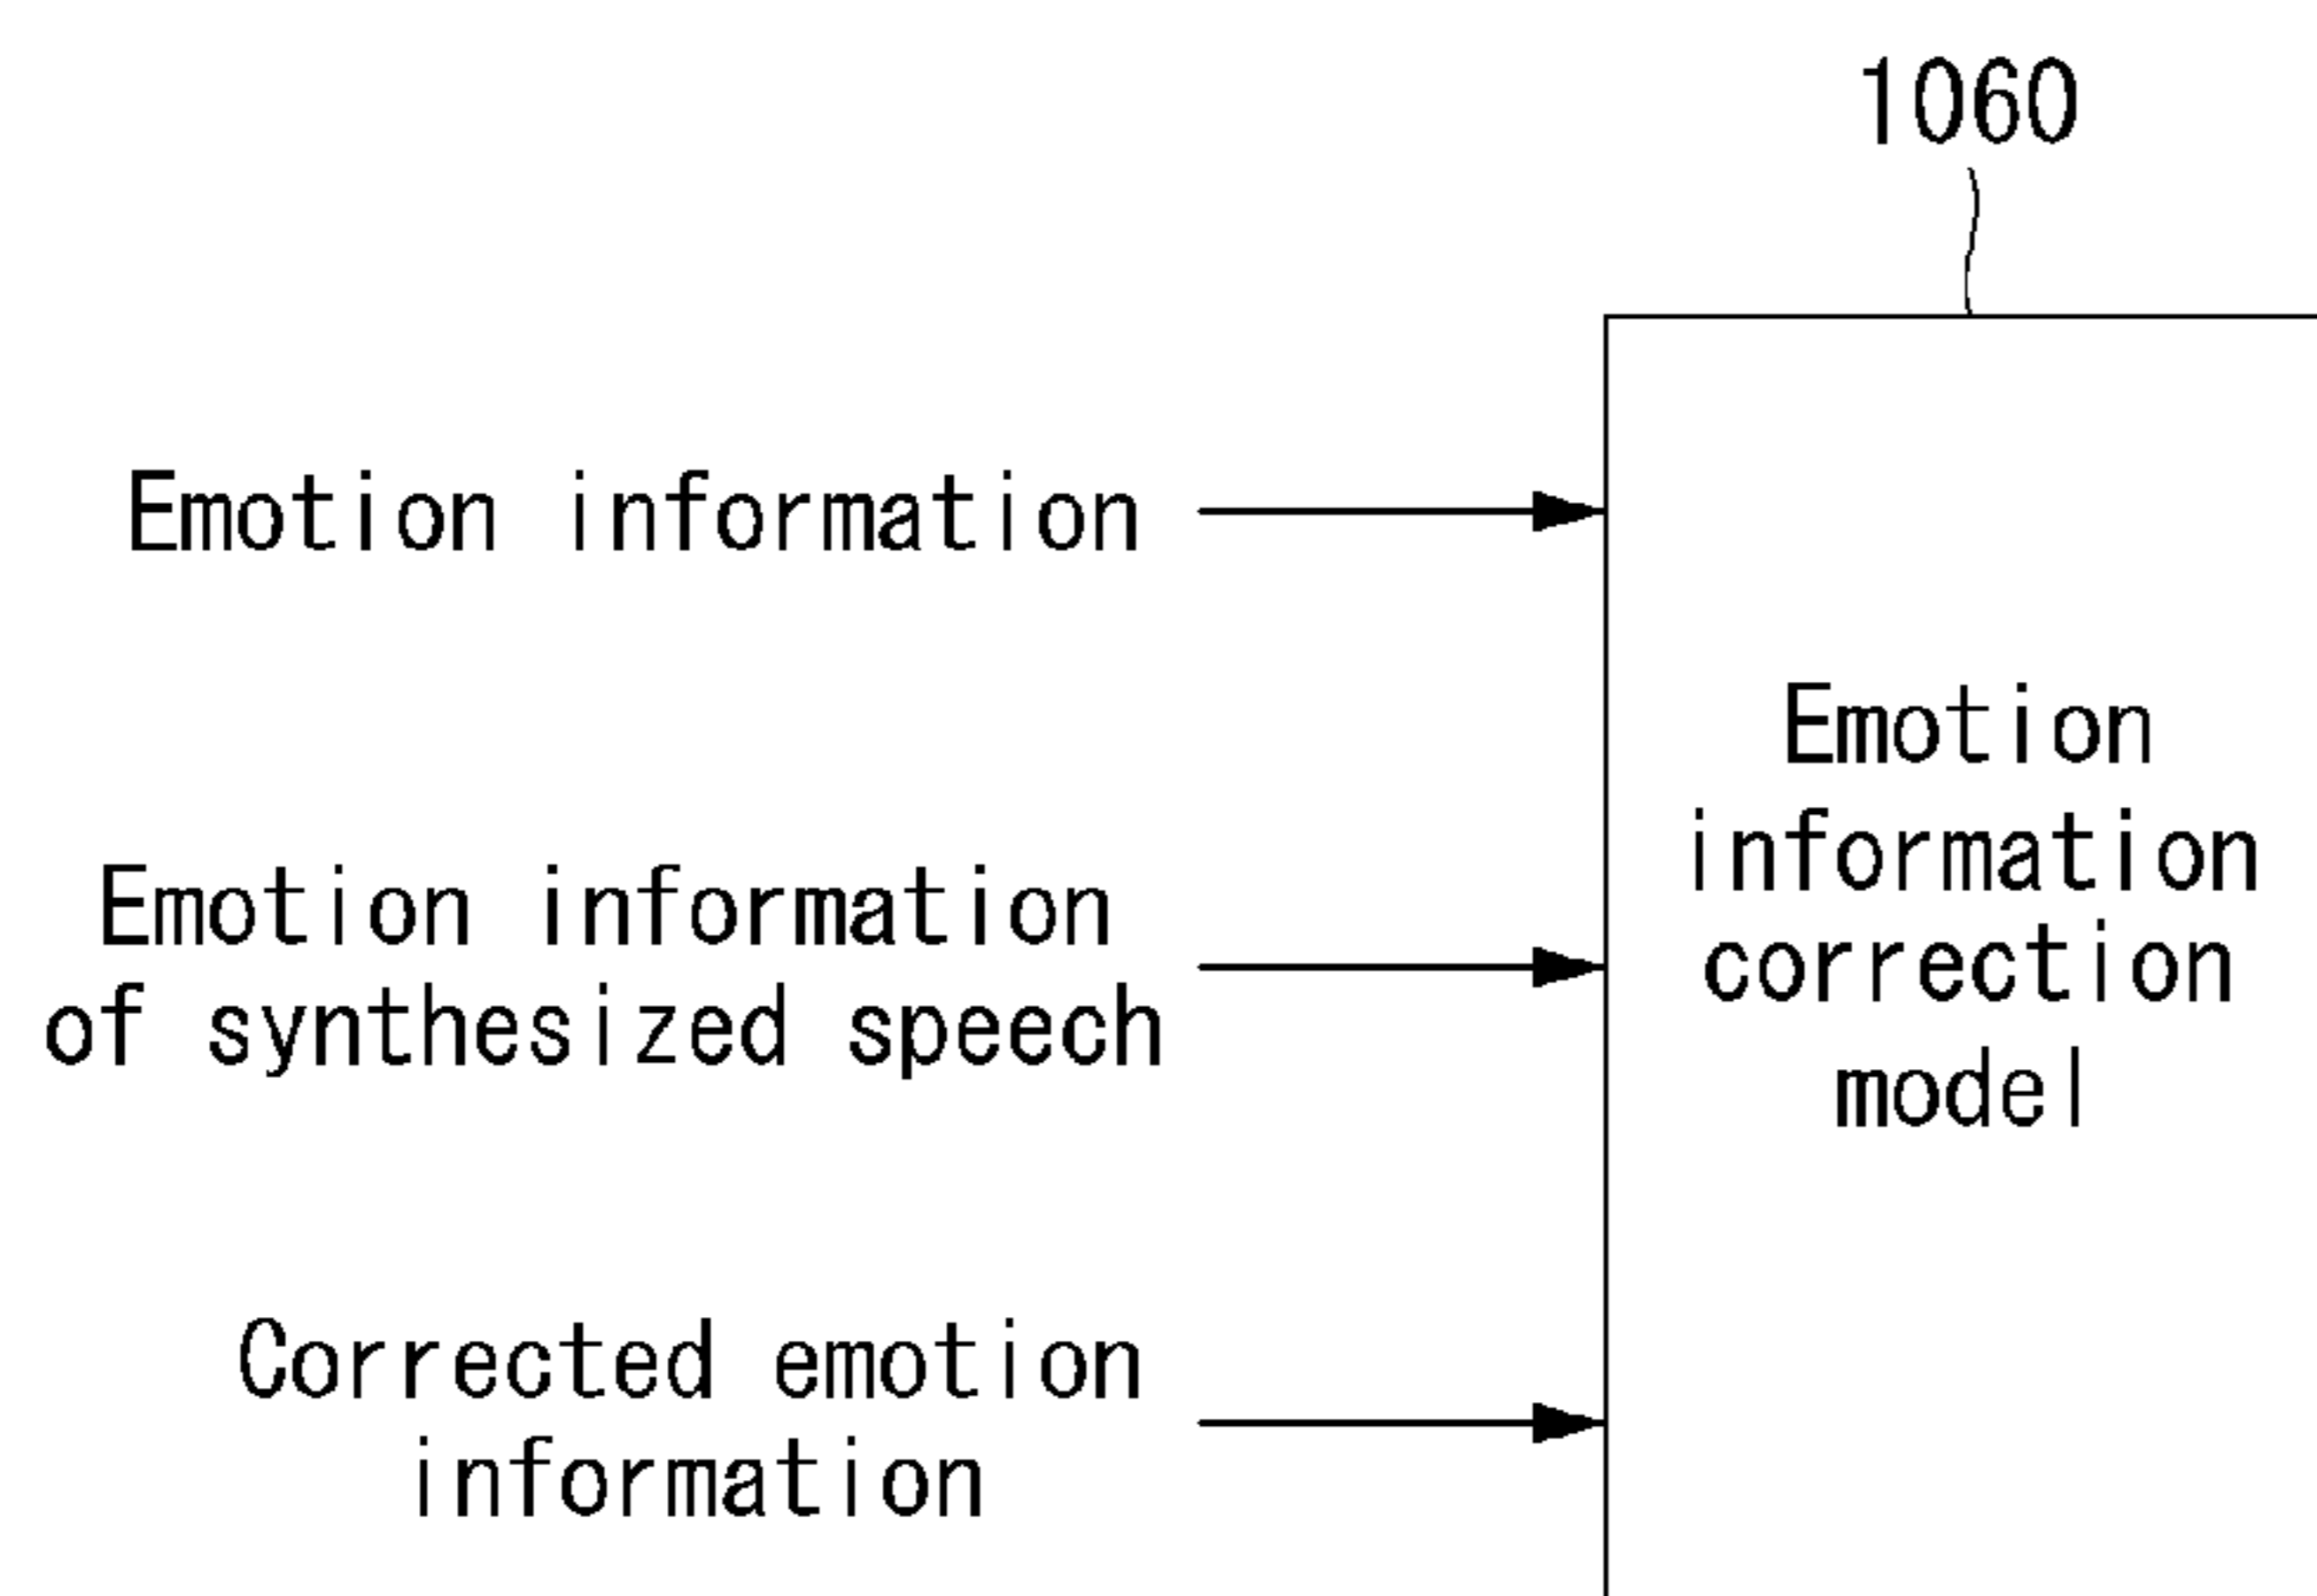 1060
Emotion information
Emotion information
of synthesized speech
Corrected emotion
information
Emotion
information
correction
model